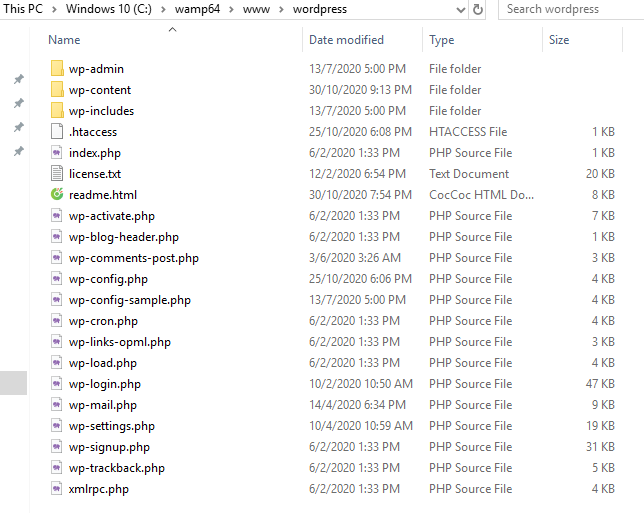 This PC > Windows 10 (C:) > wamp64 > www > wordpress Search wordpress
Name Date modified Type Size
wp-admin 13/7/2020 5:00 PM File folder
wp-content 30/10/2020 9:13 PM File folder
wp-includes 13/7/2020 5:00 PM File folder
.htaccess 25/10/2020 6:08 PM HTACCESS File 1 KB
index.php 6/2/2020 1:33 PM PHP Source File 1 KB
license.txt 12/2/2020 6:54 PM Text Document 20 KB
readme.html 30/10/2020 7:54 PM CocCoc HTML Do... 8 KB
wp-activate.php 6/2/2020 1:33 PM PHP Source File 7 KB
wp-blog-header.php 6/2/2020 1:33 PM PHP Source File 1 KB
wp-comments-post.php 3/6/2020 3:26 AM PHP Source File 3 KB
wp-config.php 25/10/2020 6:06 PM PHP Source File 4 KB
wp-config-sample.php 13/7/2020 5:00 PM PHP Source File 4 KB
wp-cron.php 6/2/2020 1:33 PM PHP Source File 4 KB
wp-links-opml.php 6/2/2020 1:33 PM PHP Source File 3 KB
wp-load.php 6/2/2020 1:33 PM PHP Source File 4 KB
wp-login.php 10/2/2020 10:50 AM PHP Source File 47 KB
wp-mail.php 14/4/2020 6:34 PM PHP Source File 9 KB
wp-settings.php 10/4/2020 10:59 AM PHP Source File 19 KB
wp-signup.php 6/2/2020 1:33 PM PHP Source File 31 KB
wp-trackback.php 6/2/2020 1:33 PM PHP Source File 5 KB
xmlrpc.php 6/2/2020 1:33 PM PHP Source File 4 KB